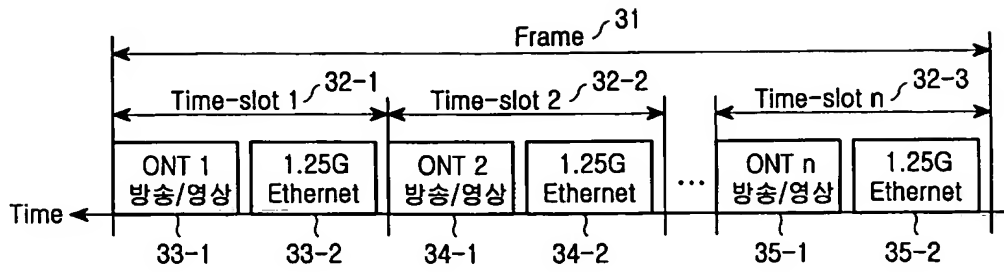 Frame 31
Time-slot 1 32-1 Time-slot 2 32-2 Time-slot n 32-3
ONT 1 1.25G ONT 2 1.25G ... ONT n 1.25G
방송/영상 Ethernet 방송/영상 Ethernet 방송/영상 Ethernet
Time
33-1 33-2 34-1 34-2 35-1 35-2